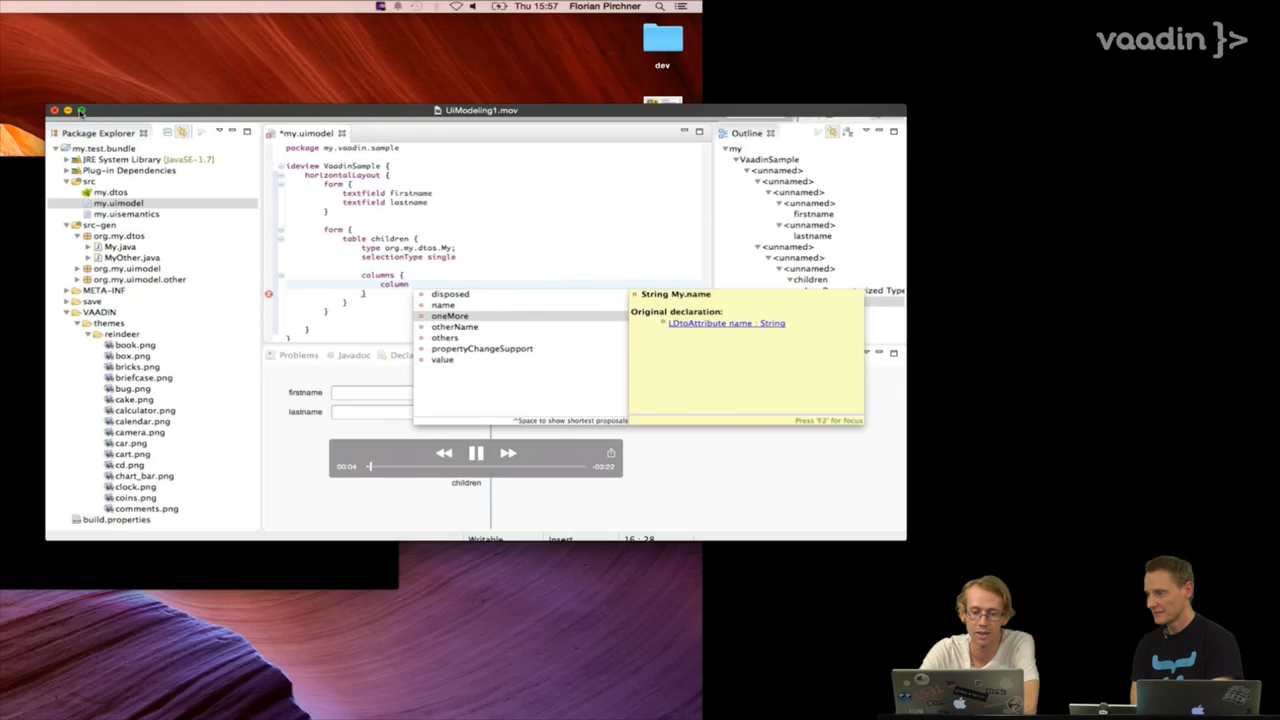 Thu 15:57 Florian Pirchner
vaadin }>
dev
UiModeling1.mov
Package Explorer
my.test.bundle
JRE System Library [JavaSE-1.7]
Plug-in Dependencies
src
my.dtos
my.uimodel
my.uisemantics
src-gen
org.my.dtos
My.java
MyOther.java
org.my.uimodel
org.my.uimodel.other
META-INF
save
VAADIN
themes
reindeer
book.png
box.png
bricks.png
briefcase.png
bug.png
cake.png
calculator.png
calendar.png
camera.png
car.png
cart.png
cd.png
chart_bar.png
clock.png
coins.png
comments.png
build.properties
*my.uimodel
package my.vaadin.sample
ideview VaadinSample {
horizontalLayout {
form {
textfield firstname
textfield lastname
}
form {
table children {
type org.my.dtos.My;
selectionType single
columns {
column
}
}
}
}
}
disposed
name
oneMore
otherName
others
propertyChangeSupport
value
^Space to show shortest proposals
String My.name
Original declaration:
LDtoAttribute name : String
Press 'F2' for focus
Outline
my
VaadinSample
<unnamed>
<unnamed>
<unnamed>
firstname
<unnamed>
lastname
<unnamed>
<unnamed>
children
Problems Javadoc
firstname
lastname
00:04 -03:22
children
Writable Insert 16 : 28